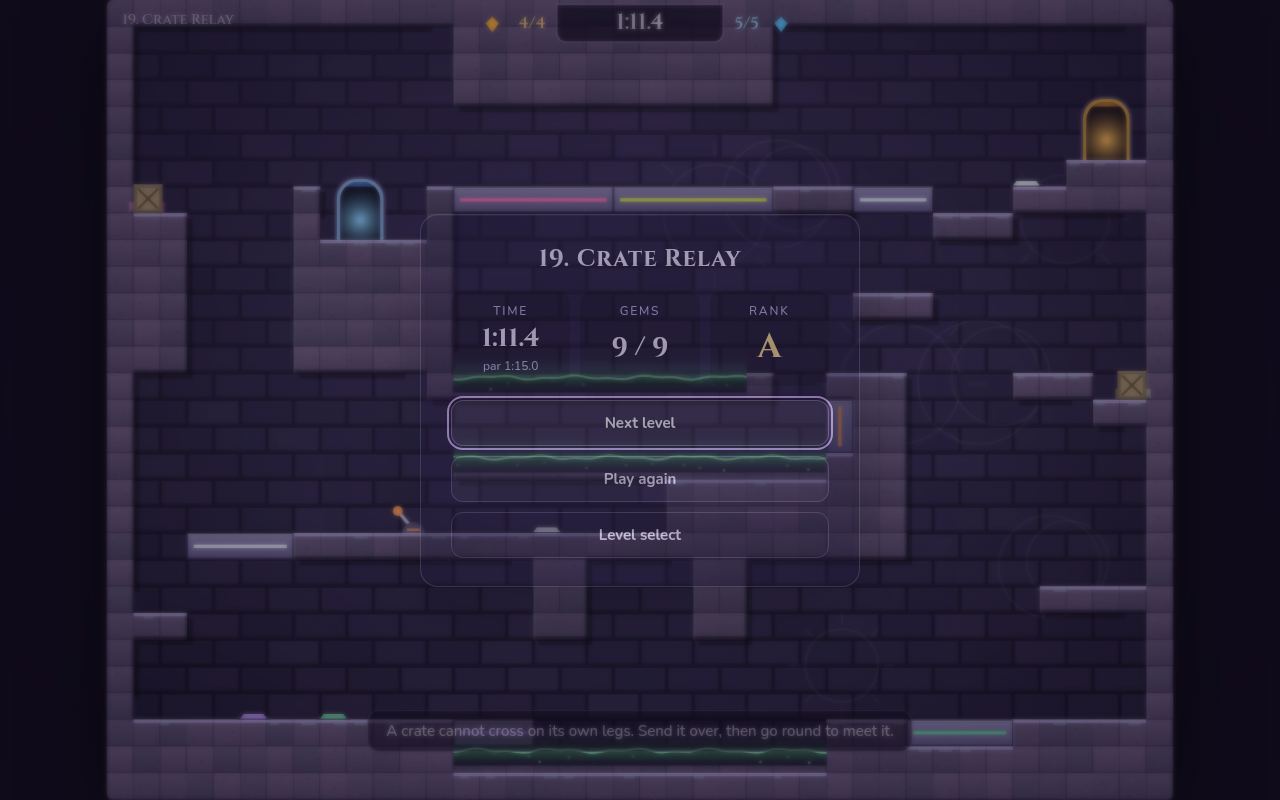 19. Crate Relay
4/4
1:11.4
5/5
19. Crate Relay
TIME
1:11.4
par 1:15.0
GEMS
9 / 9
RANK
A
Next level
Play again
Level select
A crate cannot cross on its own legs. Send it over, then go round to meet it.